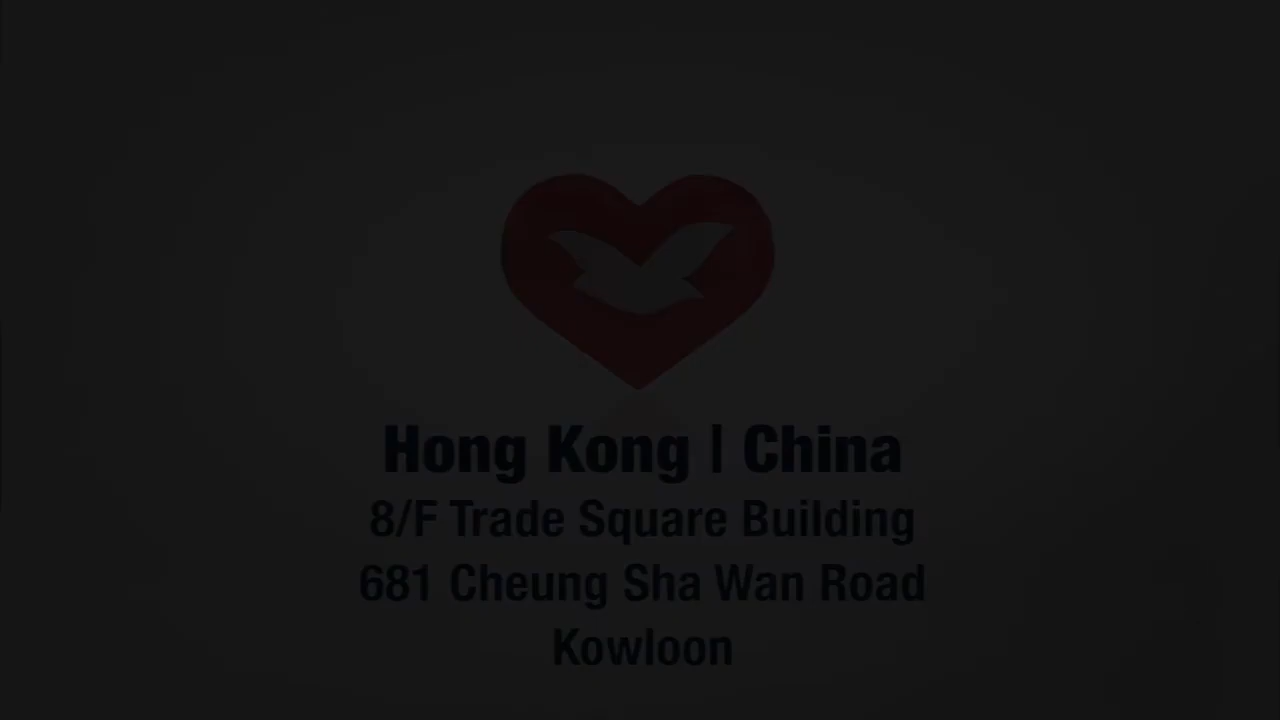 Hong Kong | China
8/F Trade Square Building
681 Cheung Sha Wan Road
Kowloon